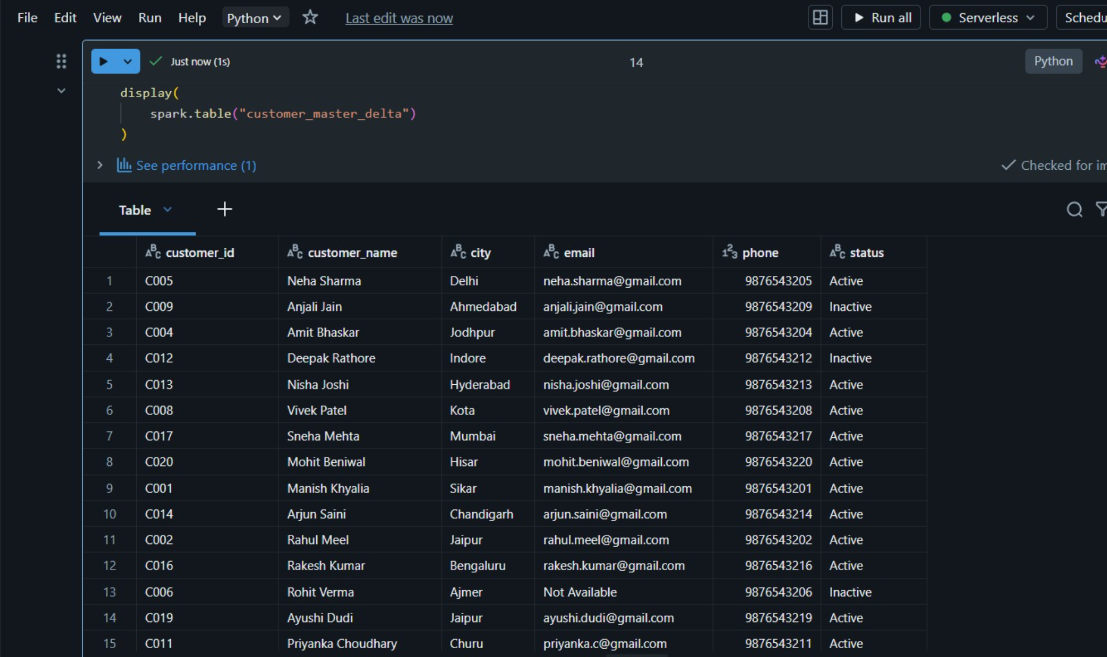 File Edit View Run Help Python Last edit was now Run all Serverless Schedu
Just now (1s) 14 Python
display(
spark.table("customer_master_delta")
)
See performance (1) Checked for im
Table +
customer_id customer_name city email phone status
1 C005 Neha Sharma Delhi neha.sharma@gmail.com 9876543205 Active
2 C009 Anjali Jain Ahmedabad anjali.jain@gmail.com 9876543209 Inactive
3 C004 Amit Bhaskar Jodhpur amit.bhaskar@gmail.com 9876543204 Active
4 C012 Deepak Rathore Indore deepak.rathore@gmail.com 9876543212 Inactive
5 C013 Nisha Joshi Hyderabad nisha.joshi@gmail.com 9876543213 Active
6 C008 Vivek Patel Kota vivek.patel@gmail.com 9876543208 Active
7 C017 Sneha Mehta Mumbai sneha.mehta@gmail.com 9876543217 Active
8 C020 Mohit Beniwal Hisar mohit.beniwal@gmail.com 9876543220 Active
9 C001 Manish Khyalia Sikar manish.khyalia@gmail.com 9876543201 Active
10 C014 Arjun Saini Chandigarh arjun.saini@gmail.com 9876543214 Active
11 C002 Rahul Meel Jaipur rahul.meel@gmail.com 9876543202 Active
12 C016 Rakesh Kumar Bengaluru rakesh.kumar@gmail.com 9876543216 Active
13 C006 Rohit Verma Ajmer Not Available 9876543206 Inactive
14 C019 Ayushi Dudi Jaipur ayushi.dudi@gmail.com 9876543219 Active
15 C011 Priyanka Choudhary Churu priyanka.c@gmail.com 9876543211 Active